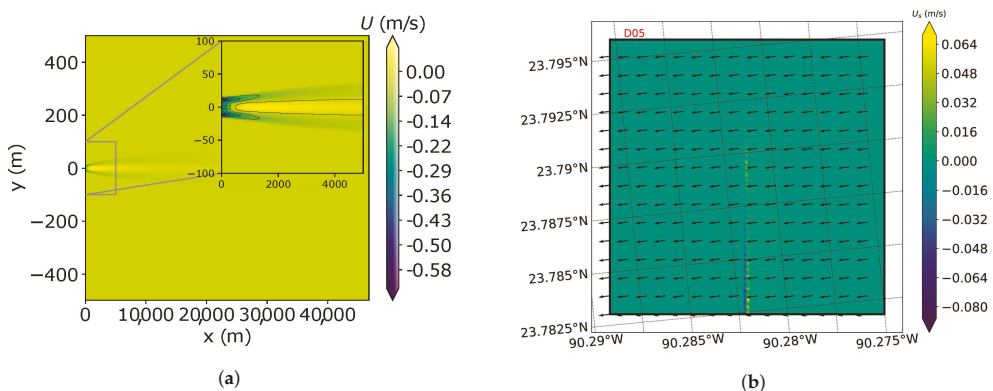 U (m/s)
400
200
0
−200
−400
y (m)
0
10,000
20,000
30,000
40,000
x (m)
100
50
0
−50
−100
0
2000
4000
0.00
−0.07
−0.14
−0.22
−0.29
−0.36
−0.43
−0.50
−0.58
(a)
U_s (m/s)
D05
23.795°N
23.7925°N
23.79°N
23.7875°N
23.785°N
23.7825°N
90.29°W
90.285°W
90.28°W
90.275°W
0.064
0.048
0.032
0.016
0.000
−0.016
−0.032
−0.048
−0.064
−0.080
(b)